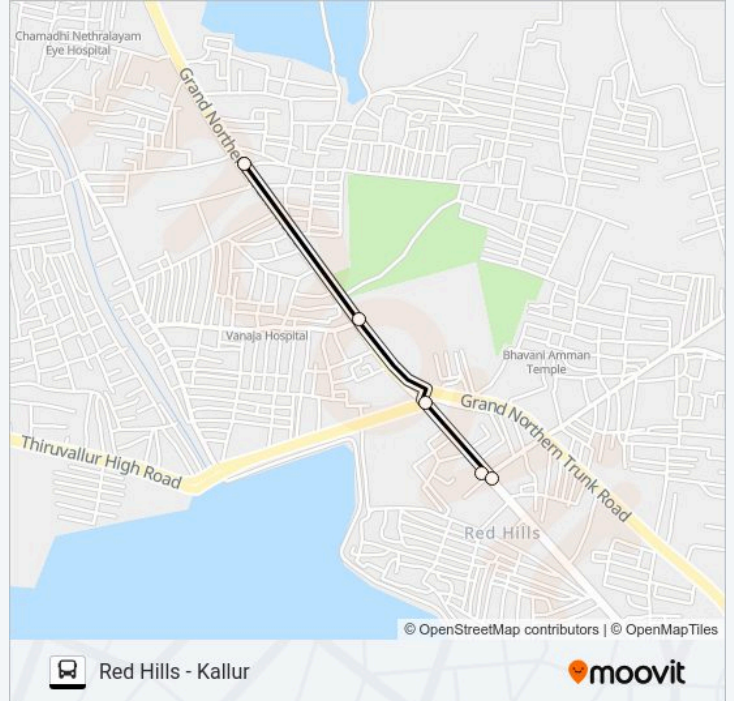 Chamadhi Nethralayam
Eye Hospital
Grand Northe
Vanaja Hospital
Bhavani Amman
Temple
Grand Northern Trunk Road
Thiruvallur High Road
Red Hills
© OpenStreetMap contributors | © OpenMapTiles
Red Hills - Kallur
moovit